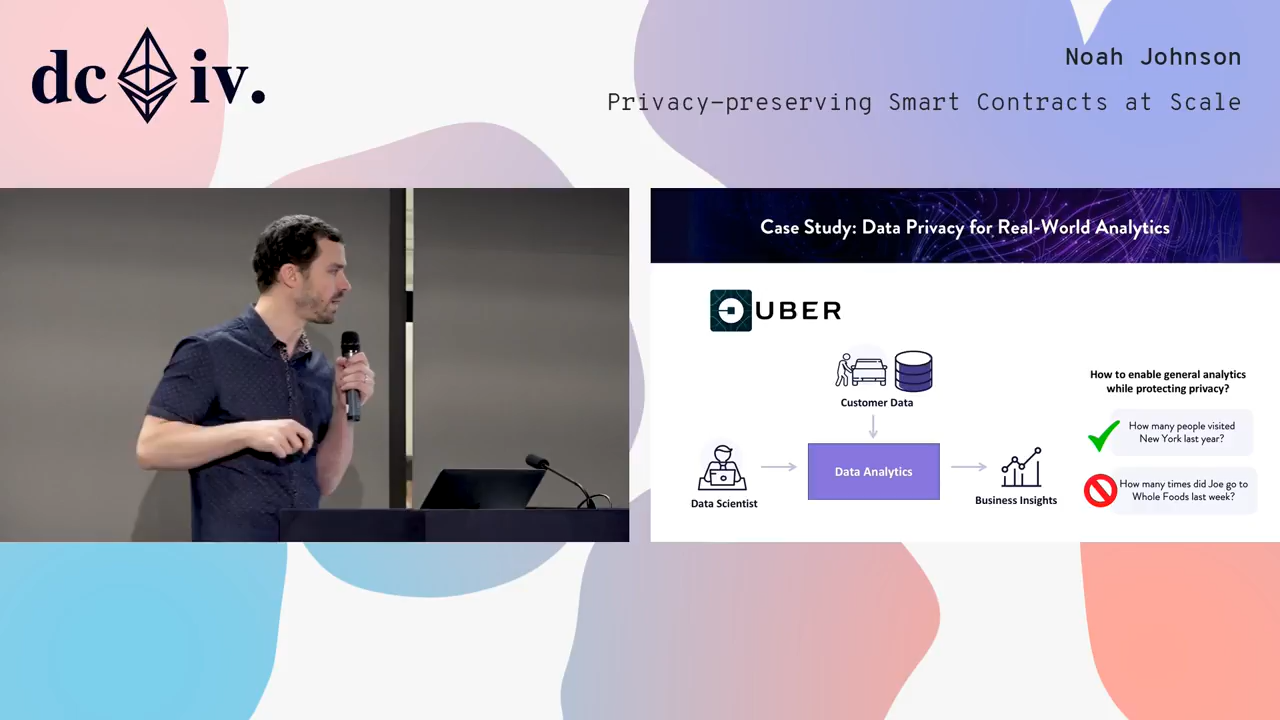 dc iv.
Noah Johnson
Privacy-preserving Smart Contracts at Scale
Case Study: Data Privacy for Real-World Analytics
UBER
Customer Data
Data Scientist
Data Analytics
Business Insights
How to enable general analytics
while protecting privacy?
How many people visited
New York last year?
How many times did Joe go to
Whole Foods last week?